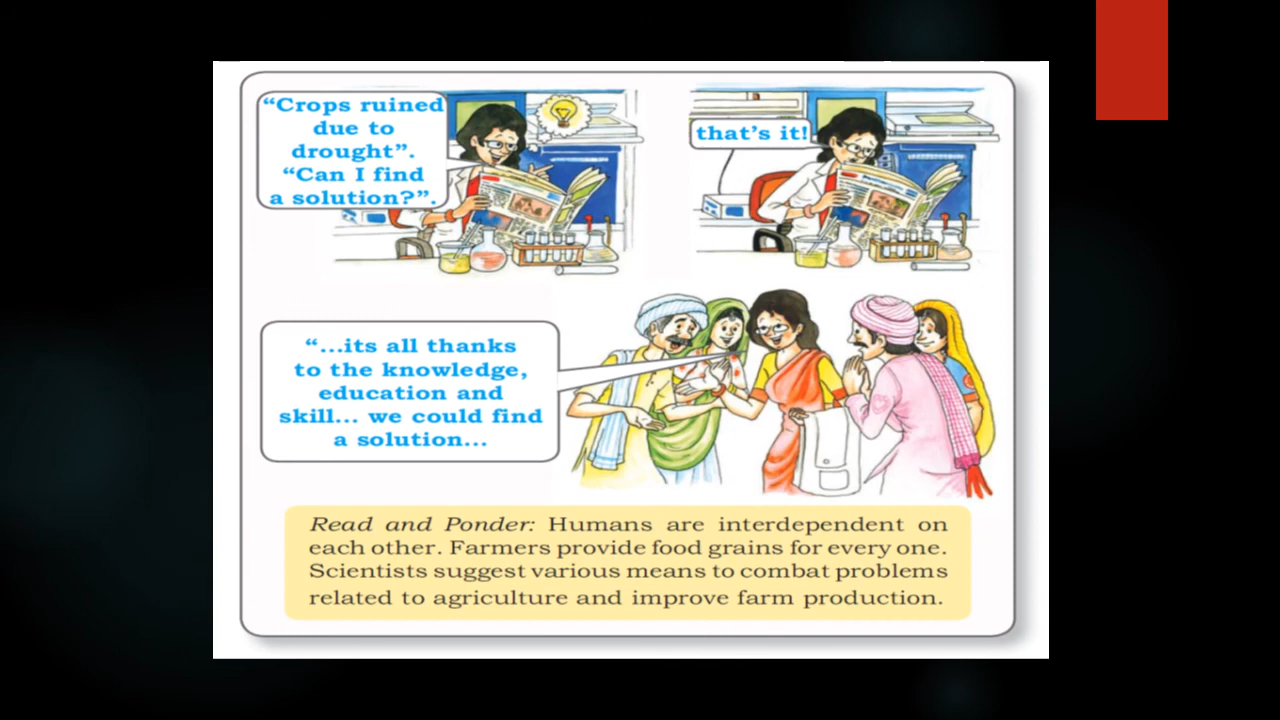 “Crops ruined
due to
drought”.
“Can I find
a solution?”.
that’s it!
“...its all thanks
to the knowledge,
education and
skill... we could find
a solution...
Read and Ponder: Humans are interdependent on
each other. Farmers provide food grains for every one.
Scientists suggest various means to combat problems
related to agriculture and improve farm production.